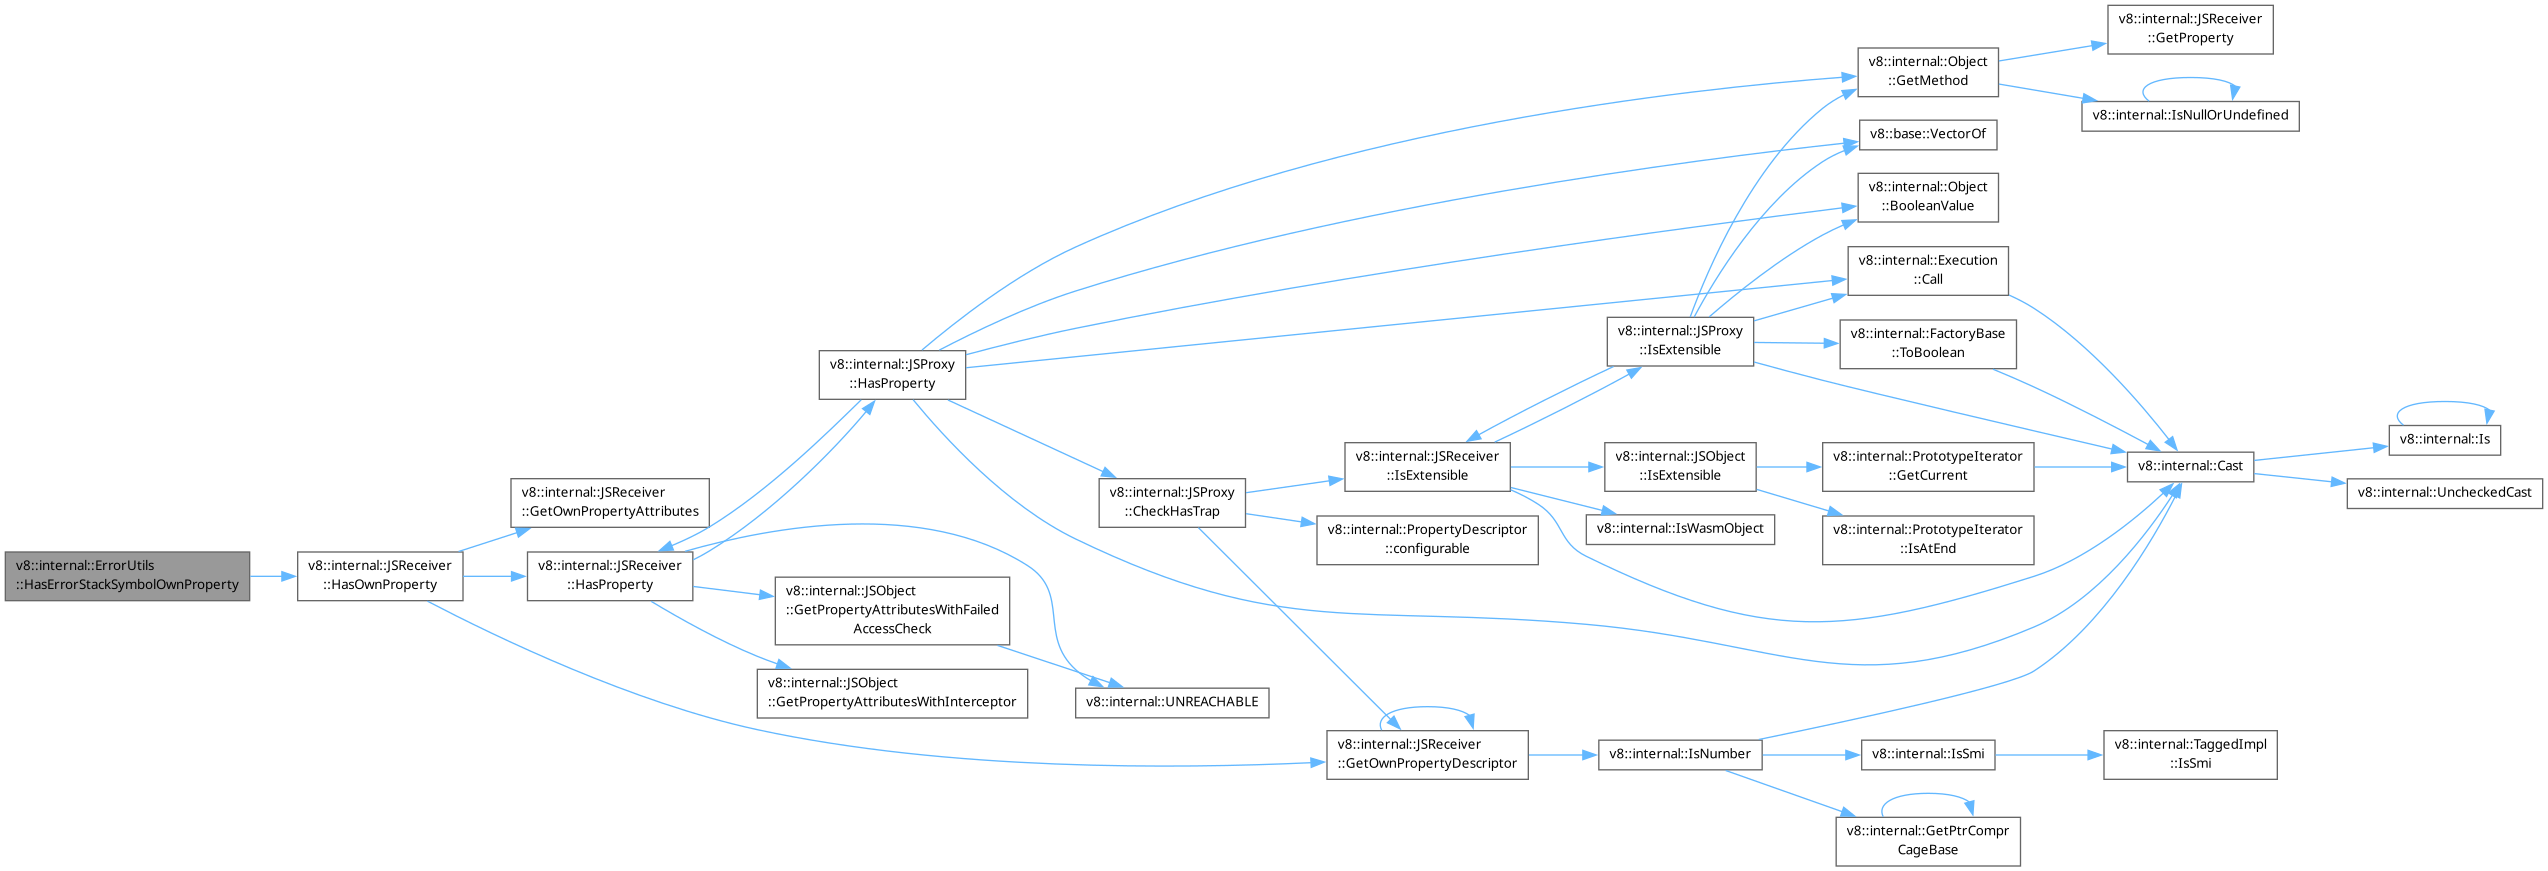 v8::internal::ErrorUtils
::HasErrorStackSymbolOwnProperty
v8::internal::JSReceiver
::HasOwnProperty
v8::internal::JSReceiver
::GetOwnPropertyAttributes
v8::internal::JSReceiver
::HasProperty
v8::internal::JSProxy
::HasProperty
v8::internal::JSObject
::GetPropertyAttributesWithFailed
AccessCheck
v8::internal::JSObject
::GetPropertyAttributesWithInterceptor
v8::internal::UNREACHABLE
v8::internal::JSProxy
::CheckHasTrap
v8::internal::JSReceiver
::IsExtensible
v8::internal::PropertyDescriptor
::configurable
v8::internal::JSReceiver
::GetOwnPropertyDescriptor
v8::internal::JSProxy
::IsExtensible
v8::internal::JSObject
::IsExtensible
v8::internal::IsWasmObject
v8::internal::IsNumber
v8::internal::Object
::GetMethod
v8::base::VectorOf
v8::internal::Object
::BooleanValue
v8::internal::Execution
::Call
v8::internal::FactoryBase
::ToBoolean
v8::internal::PrototypeIterator
::GetCurrent
v8::internal::PrototypeIterator
::IsAtEnd
v8::internal::IsSmi
v8::internal::GetPtrCompr
CageBase
v8::internal::JSReceiver
::GetProperty
v8::internal::IsNullOrUndefined
v8::internal::Cast
v8::internal::TaggedImpl
::IsSmi
v8::internal::Is
v8::internal::UncheckedCast